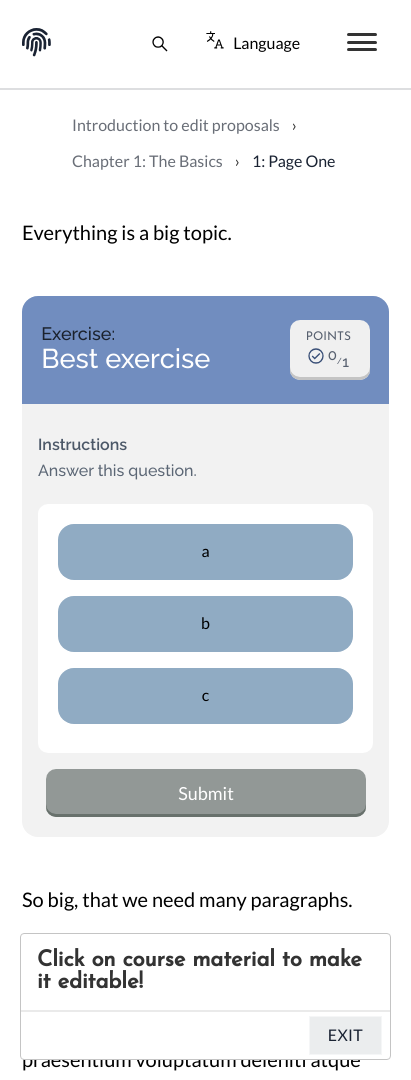 Language
Introduction to edit proposals ›
Chapter 1: The Basics › 1: Page One
Everything is a big topic.
Exercise:
Best exercise
POINTS
0/1
Instructions
Answer this question.
a
b
c
Submit
So big, that we need many paragraphs.
Click on course material to make
it editable!
EXIT
praesentium voluptatum deleniti atque